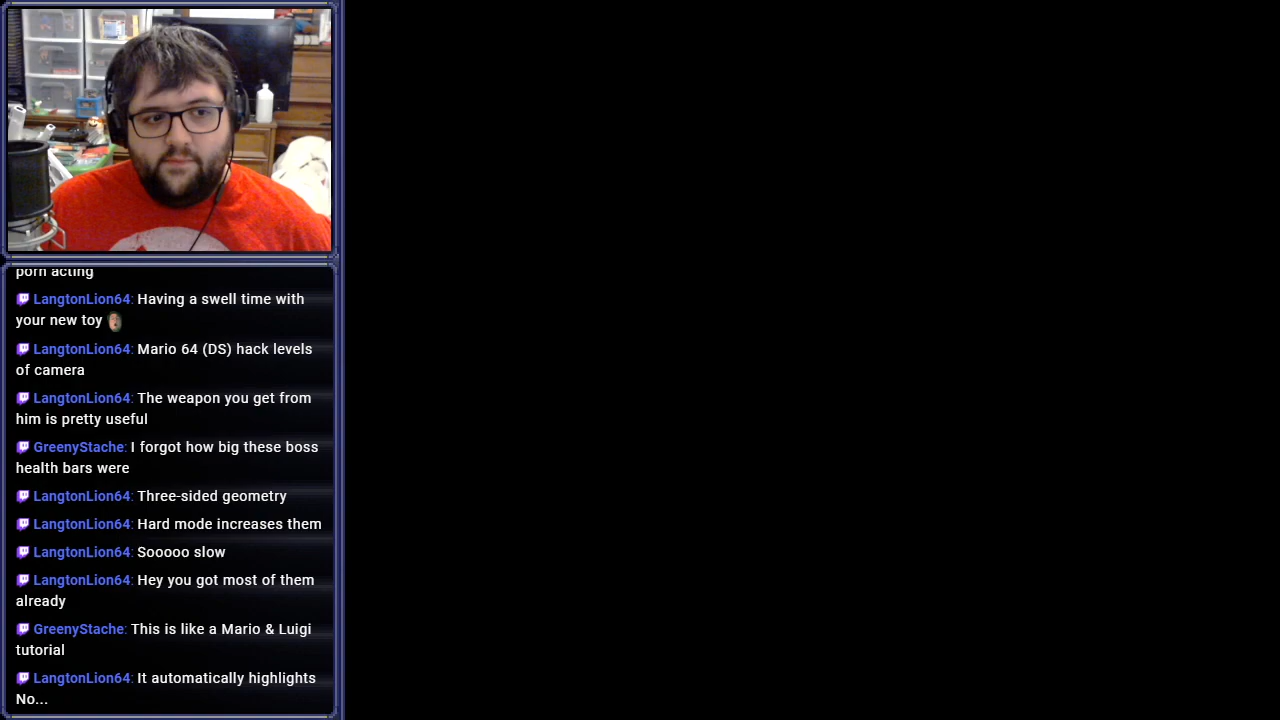 porn acting
LangtonLion64: Having a swell time with
your new toy
LangtonLion64: Mario 64 (DS) hack levels
of camera
LangtonLion64: The weapon you get from
him is pretty useful
GreenyStache: I forgot how big these boss
health bars were
LangtonLion64: Three-sided geometry
LangtonLion64: Hard mode increases them
LangtonLion64: Sooooo slow
LangtonLion64: Hey you got most of them
already
GreenyStache: This is like a Mario & Luigi
tutorial
LangtonLion64: It automatically highlights
No...